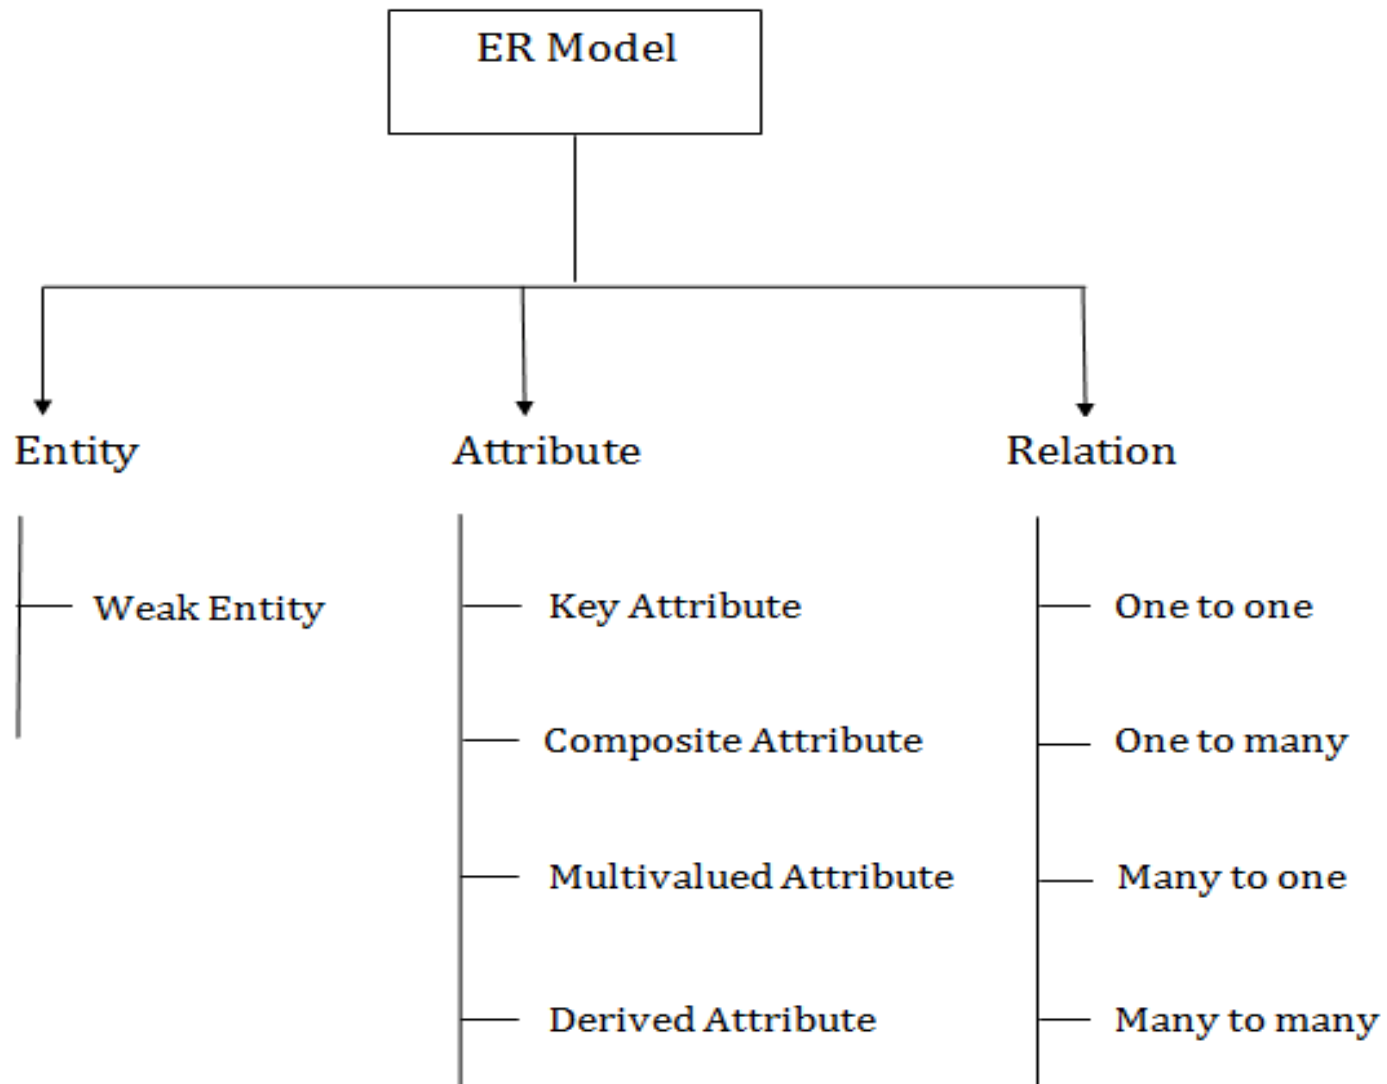 ER Model
Entity
Attribute
Relation
Weak Entity
Key Attribute
One to one
Composite Attribute
One to many
Multivalued Attribute
Many to one
Derived Attribute
Many to many